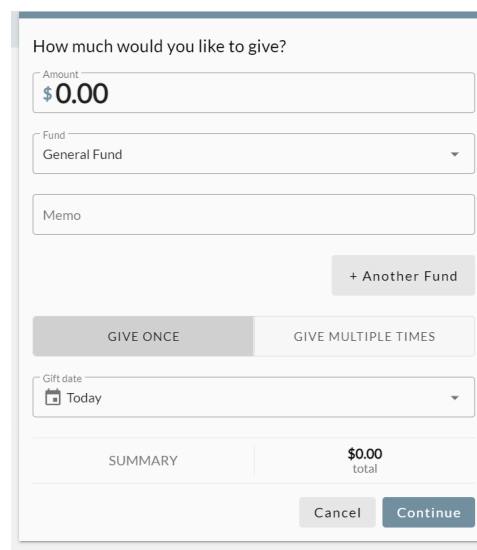 How much would you like to give?
Amount
$ 0.00
Fund
General Fund
Memo
+ Another Fund
GIVE ONCE
GIVE MULTIPLE TIMES
Gift date
Today
SUMMARY
$0.00
total
Cancel
Continue